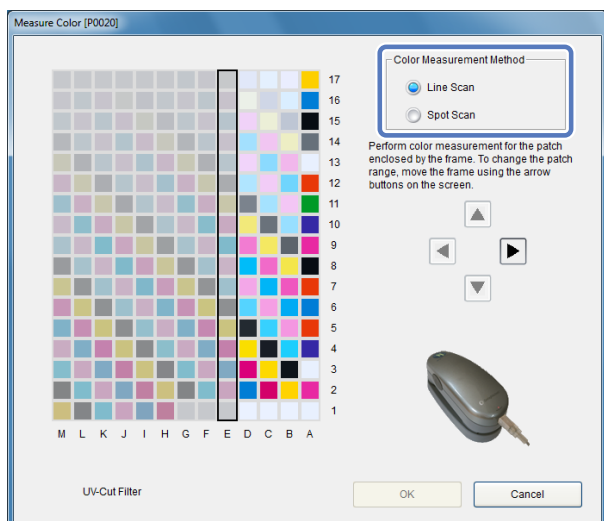 Measure Color [P0020]
Color Measurement Method
Line Scan
Spot Scan
Perform color measurement for the patch
enclosed by the frame. To change the patch
range, move the frame using the arrow
buttons on the screen.
17
16
15
14
13
12
11
10
9
8
7
6
5
4
3
2
1
M L K J I H G F E D C B A
UV-Cut Filter
OK
Cancel